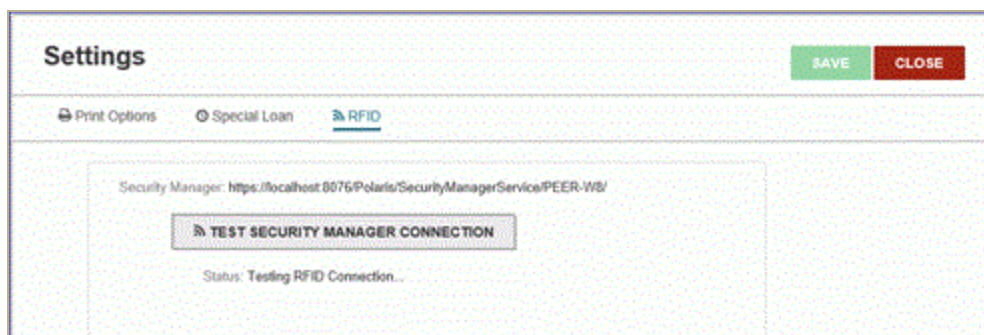 Settings
SAVE CLOSE
Print Options Special Loan RFID
Security Manager: https://localhost:8076/Polaris/SecurityManagerService/PEER-W8/
TEST SECURITY MANAGER CONNECTION
Status: Testing RFID Connection...